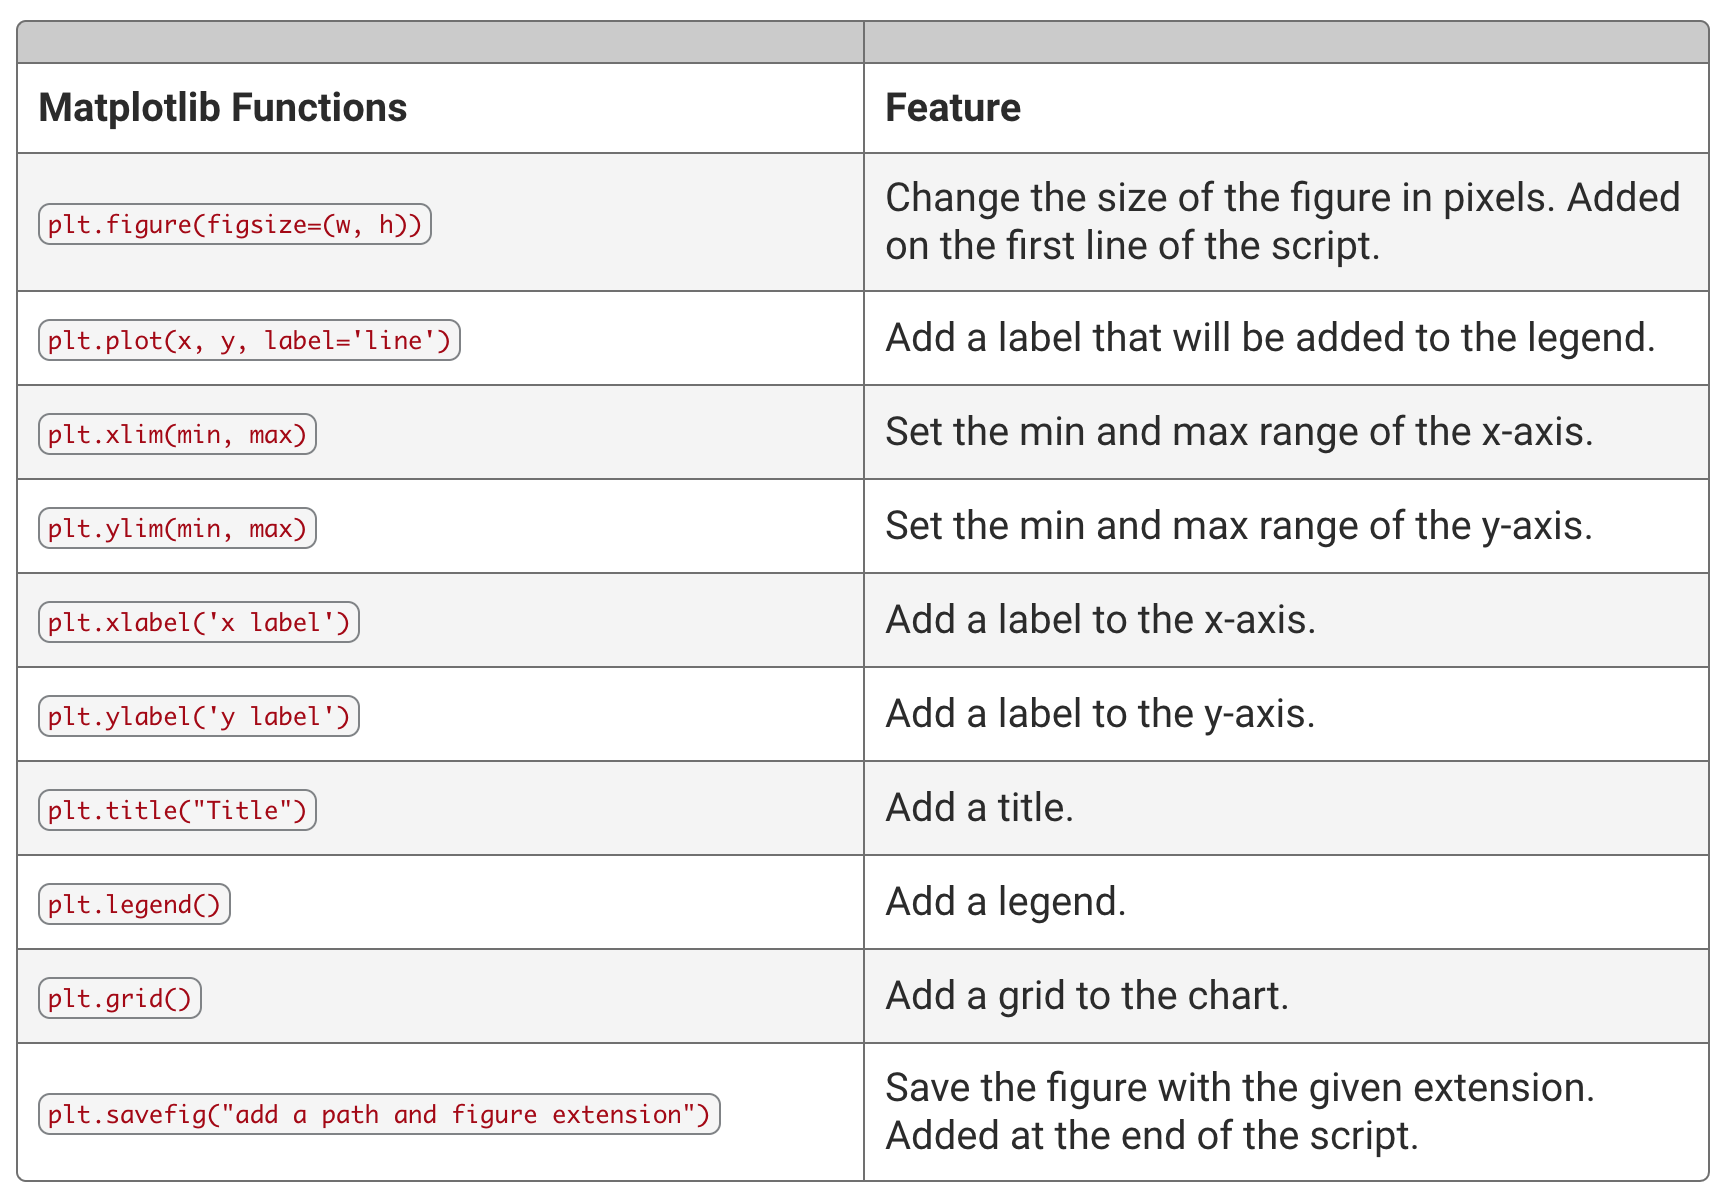 Matplotlib Functions
Feature
plt.figure(figsize=(w, h))
Change the size of the figure in pixels. Added
on the first line of the script.
plt.plot(x, y, label='line')
Add a label that will be added to the legend.
plt.xlim(min, max)
Set the min and max range of the x-axis.
plt.ylim(min, max)
Set the min and max range of the y-axis.
plt.xlabel('x label')
Add a label to the x-axis.
plt.ylabel('y label')
Add a label to the y-axis.
plt.title("Title")
Add a title.
plt.legend()
Add a legend.
plt.grid()
Add a grid to the chart.
plt.savefig("add a path and figure extension")
Save the figure with the given extension.
Added at the end of the script.